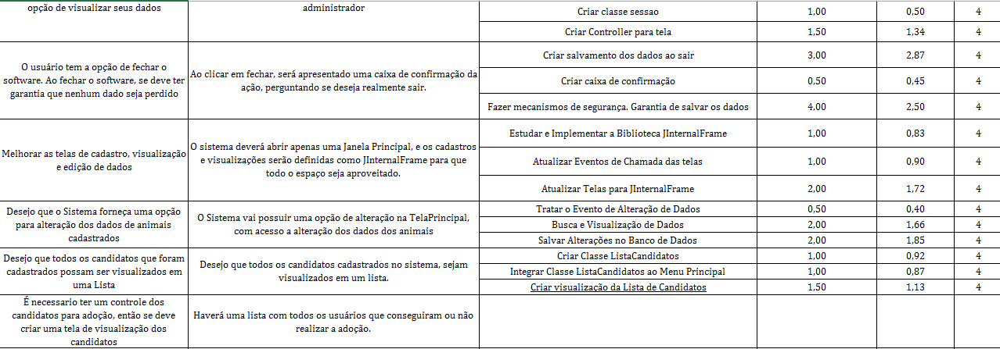 opção de visualizar seus dados
administrador
Criar classe sessao 1,00 0,50 4
Criar Controller para tela 1,50 1,34 4
O usuário tem a opção de fechar o
software. Ao fechar o software, se deve ter
garantia que nenhum dado seja perdido
Ao clicar em fechar, será apresentado uma caixa de confirmação da
ação, perguntando se deseja realmente sair.
Criar salvamento dos dados ao sair 3,00 2,87 4
Criar caixa de confirmação 0,50 0,45 4
Fazer mecanismos de segurança. Garantia de salvar os dados 4,00 2,50 4
Melhorar as telas de cadastro, visualização
e edição de dados
O sistema deverá abrir apenas uma Janela Principal, e os cadastros
e visualizações serão definidas como JInternalFrame para que
todo o espaço seja aproveitado.
Estudar e Implementar a Biblioteca JInternalFrame 1,00 0,83 4
Atualizar Eventos de Chamada das telas 1,00 0,90 4
Atualizar Telas para JInternalFrame 2,00 1,72 4
Desejo que o Sistema forneça uma opção
para alteração dos dados de animais
cadastrados
O Sistema vai possuir uma opção de alteração na TelaPrincipal,
com acesso a alteração dos dados dos animais
Tratar o Evento de Alteração de Dados 0,50 0,40 4
Busca e Visualização de Dados 2,00 1,66 4
Salvar Alterações no Banco de Dados 2,00 1,85 4
Desejo que todos os candidatos que foram
cadastrados possam ser visualizados em
uma Lista
Desejo que todos os candidatos cadastrados no sistema, sejam
visualizados em um lista.
Criar Classe ListaCandidatos 1,00 0,92 4
Integrar Classe ListaCandidatos ao Menu Principal 1,00 0,87 4
Criar visualização da Lista de Candidatos 1,50 1,13 4
É necessario ter um controle dos
candidatos para adoção, então se deve
criar uma tela de visualização dos
candidatos
Haverá uma lista com todos os usuários que conseguiram ou não
realizar a adoção.